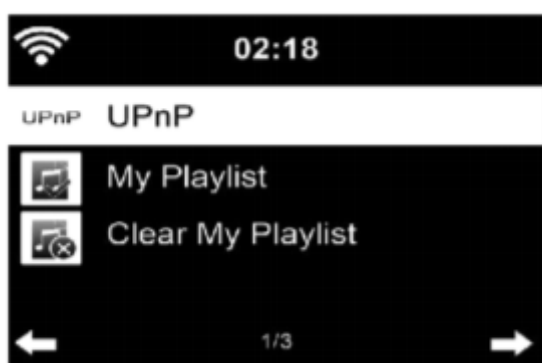 02:18
UPnP UPnP
My Playlist
Clear My Playlist
1/3